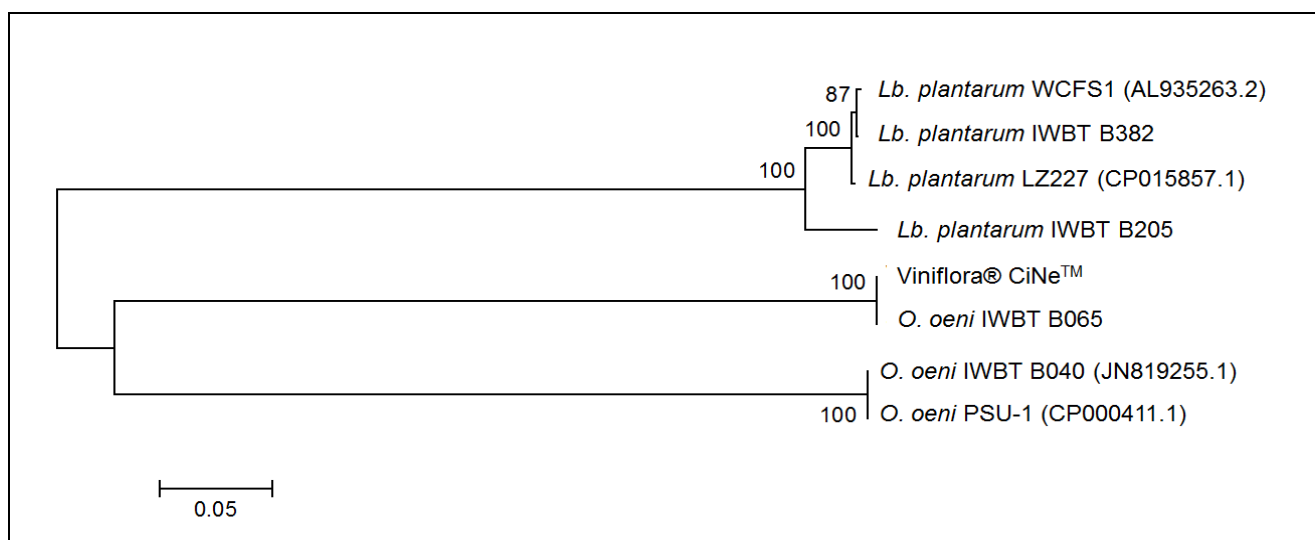 87
Lb. plantarum WCFS1 (AL935263.2)
100
Lb. plantarum IWBT B382
100
Lb. plantarum LZ227 (CP015857.1)
Lb. plantarum IWBT B205
100
Viniflora® CiNe™
O. oeni IWBT B065
O. oeni IWBT B040 (JN819255.1)
100
O. oeni PSU-1 (CP000411.1)
0.05